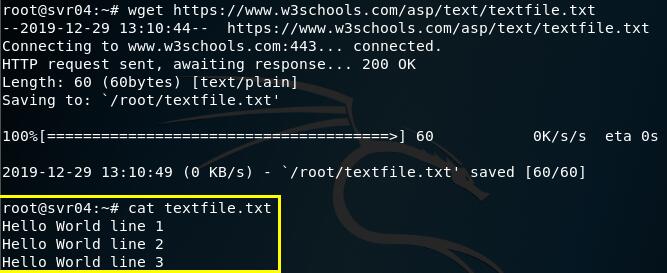 root@svr04:~# wget https://www.w3schools.com/asp/text/textfile.txt
--2019-12-29 13:10:44--  https://www.w3schools.com/asp/text/textfile.txt
Connecting to www.w3schools.com:443... connected.
HTTP request sent, awaiting response... 200 OK
Length: 60 (60bytes) [text/plain]
Saving to: `/root/textfile.txt'
100%[======================================>] 60           0K/s/s  eta 0s
2019-12-29 13:10:49 (0 KB/s) - `/root/textfile.txt' saved [60/60]
root@svr04:~# cat textfile.txt
Hello World line 1
Hello World line 2
Hello World line 3